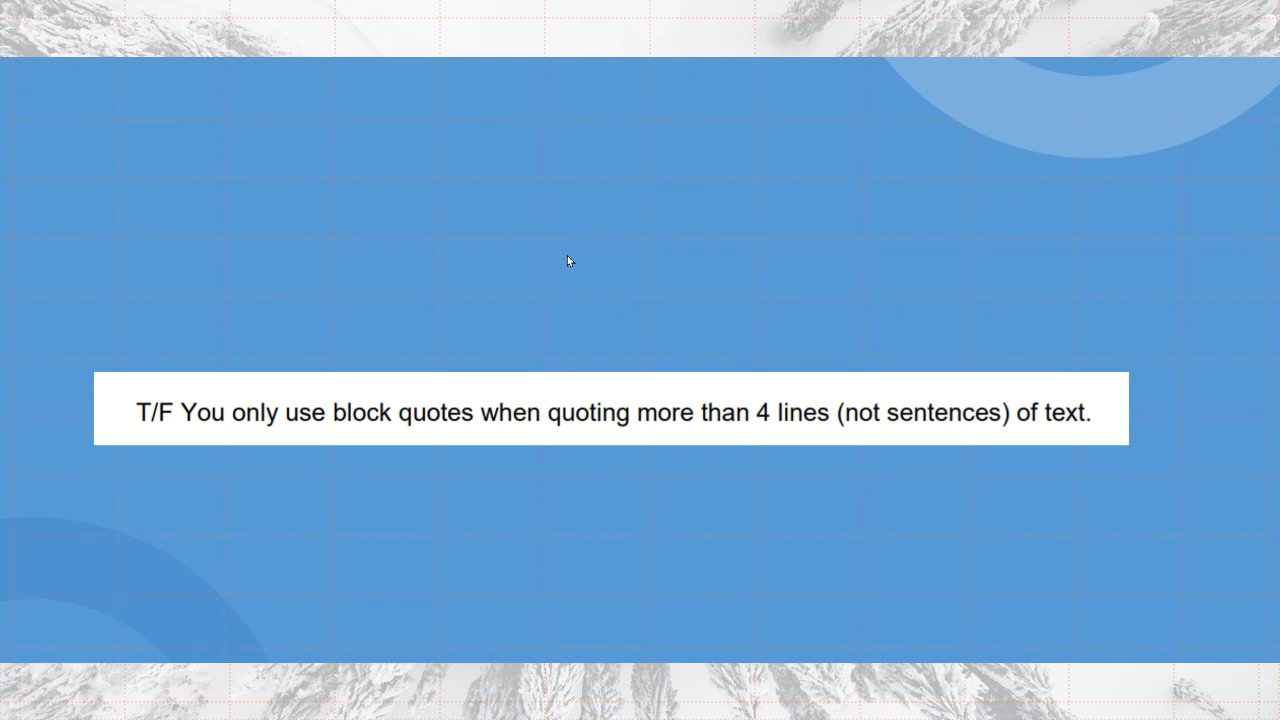 T/F You only use block quotes when quoting more than 4 lines (not sentences) of text.